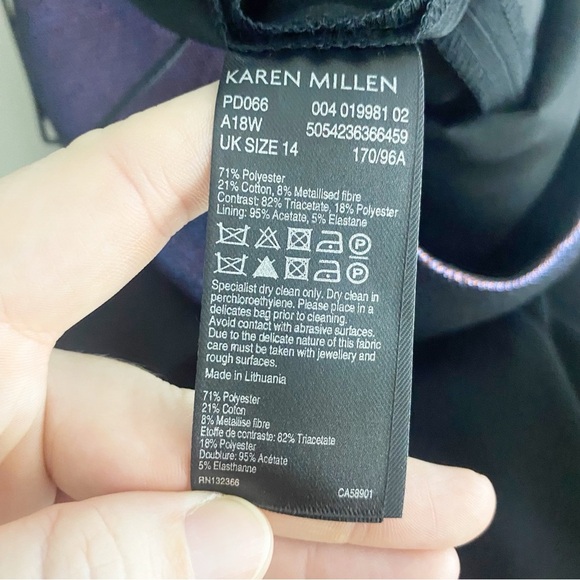 KAREN MILLEN
PD066 004 019981 02
A18W 5054236366459
UK SIZE 14 170/96A
71% Polyester
21% Cotton, 8% Metallised fibre
Contrast: 82% Triacetate, 18% Polyester
Lining: 95% Acetate, 5% Elastane
P
P
Specialist dry clean only. Dry clean in
perchloroethylene. Please place in a
delicates bag prior to cleaning.
Avoid contact with abrasive surfaces.
Due to the delicate nature of this fabric
care must be taken with jewellery and
rough surfaces.
Made in Lithuania
71% Polyester
21% Coton
8% Metallise fibre
Etoffe de contraste: 82% Triacetate
18% Polyester
Doublure: 95% Acétate
5% Elasthanne
RN132366 CA58901